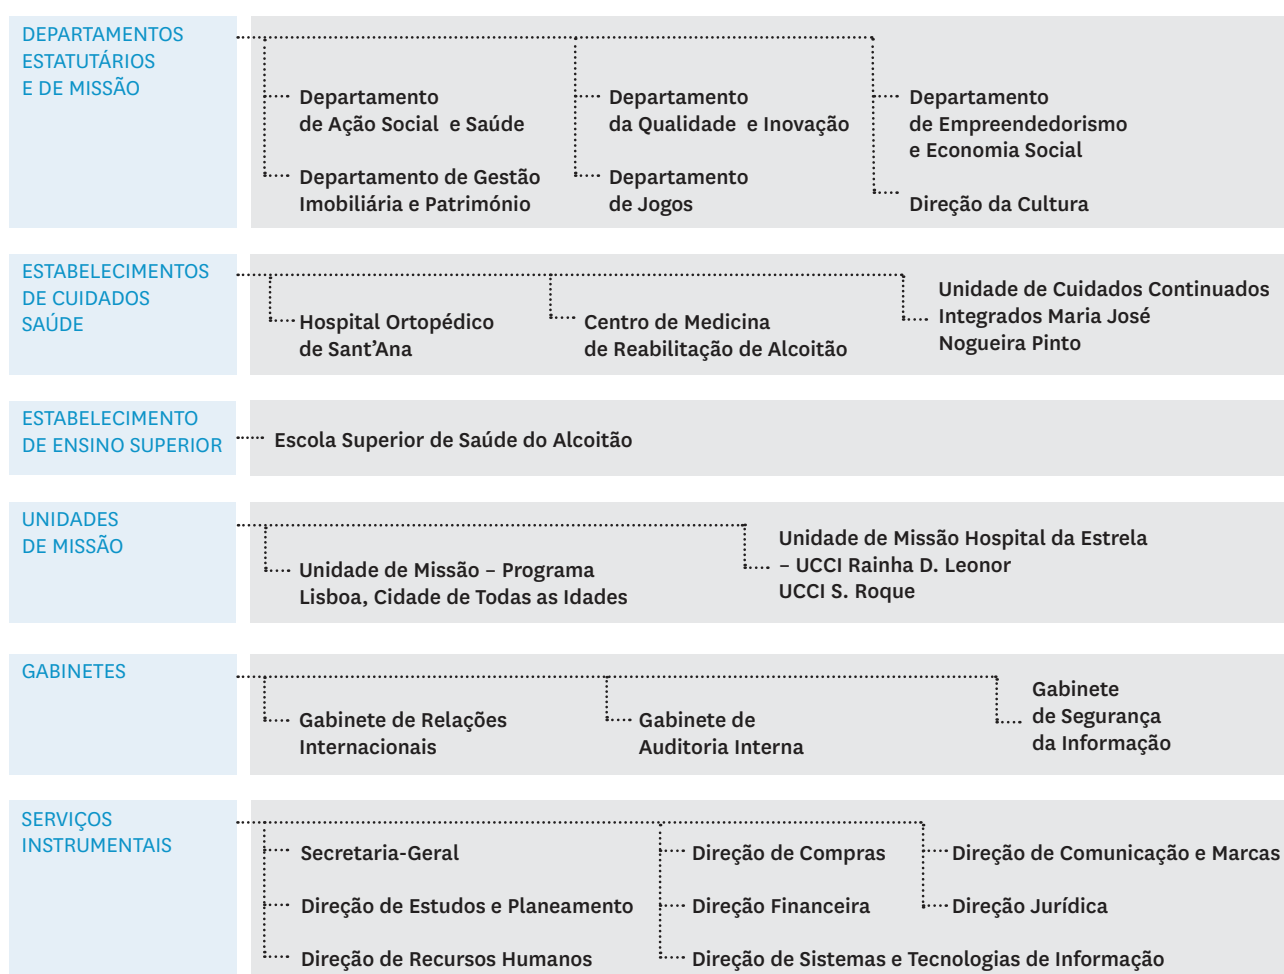 DEPARTAMENTOS
ESTATUTÁRIOS
E DE MISSÃO
Departamento
de Ação Social e Saúde
Departamento de Gestão
Imobiliária e Património
Departamento
da Qualidade e Inovação
Departamento
de Jogos
Departamento
de Empreendedorismo
e Economia Social
Direção da Cultura
ESTABELECIMENTOS
DE CUIDADOS
SAÚDE
Hospital Ortopédico
de Sant’Ana
Centro de Medicina
de Reabilitação de Alcoitão
Unidade de Cuidados Continuados
Integrados Maria José
Nogueira Pinto
ESTABELECIMENTO
DE ENSINO SUPERIOR
Escola Superior de Saúde do Alcoitão
UNIDADES
DE MISSÃO
Unidade de Missão – Programa
Lisboa, Cidade de Todas as Idades
Unidade de Missão Hospital da Estrela
– UCCI Rainha D. Leonor
UCCI S. Roque
GABINETES
Gabinete de Relações
Internacionais
Gabinete de
Auditoria Interna
Gabinete
de Segurança
da Informação
SERVIÇOS
INSTRUMENTAIS
Secretaria-Geral
Direção de Estudos e Planeamento
Direção de Recursos Humanos
Direção de Compras
Direção Financeira
Direção de Sistemas e Tecnologias de Informação
Direção de Comunicação e Marcas
Direção Jurídica